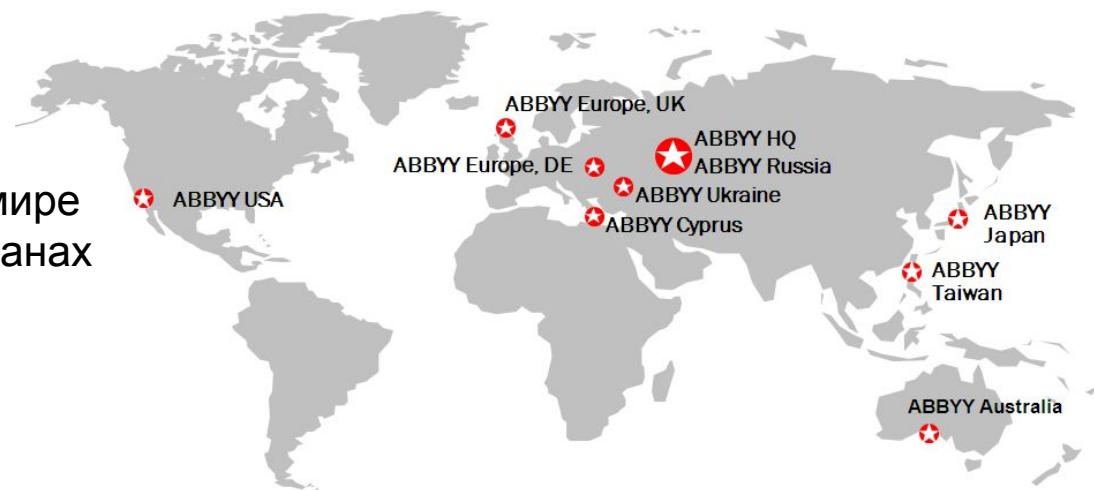 ABBYY Europe, UK
ABBYY HQ
ABBYY Europe, DE
ABBYY Russia
мире
ABBYY USA
ABBYY Ukraine
анах
ABBYY Cyprus
ABBYY
Japan
ABBYY
Taiwan
ABBYY Australia